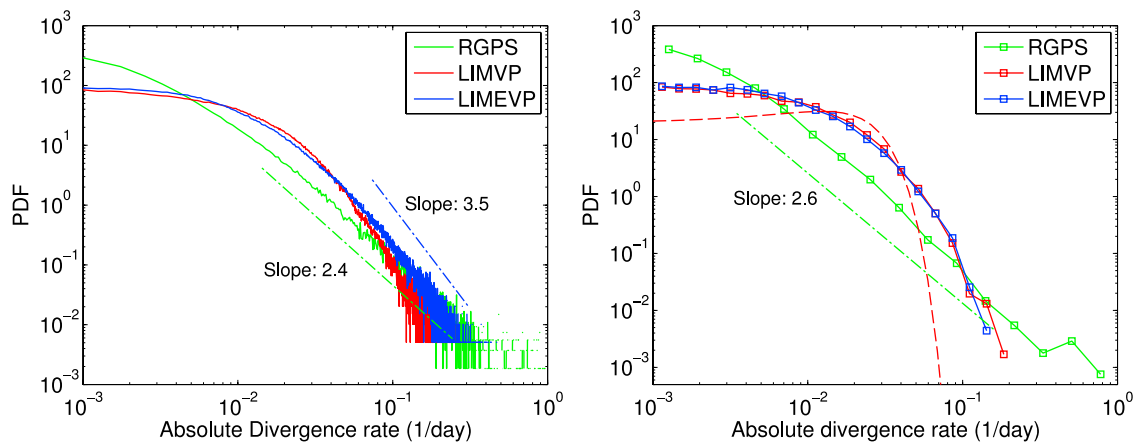 PDF
10^3
10^2
10^1
10^0
10^-1
10^-2
10^-3
RGPS
LIMVP
LIMEVP
Slope: 3.5
Slope: 2.4
10^-3
10^-2
10^-1
10^0
Absolute Divergence rate (1/day)
PDF
10^3
10^2
10^1
10^0
10^-1
10^-2
10^-3
RGPS
LIMVP
LIMEVP
Slope: 2.6
10^-3
10^-2
10^-1
10^0
Absolute divergence rate (1/day)